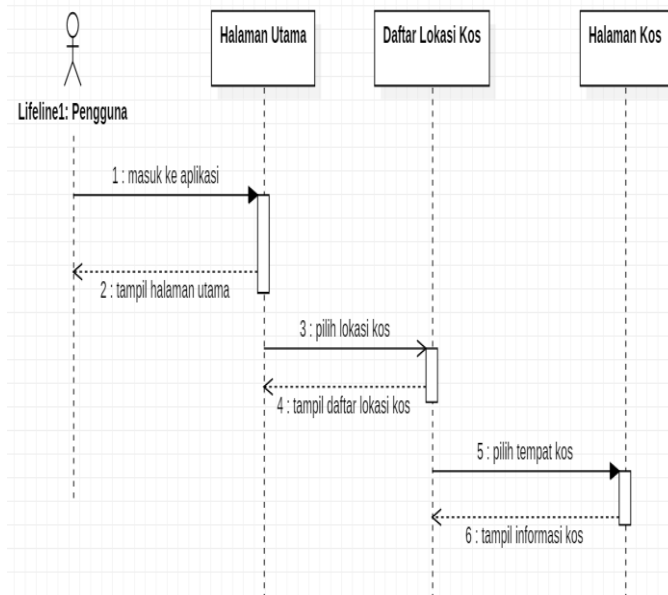 Halaman Utama
Daftar Lokasi Kos
Halaman Kos
Lifeline1: Pengguna
1 : masuk ke aplikasi
2 : tampil halaman utama
3 : pilih lokasi kos
4 : tampil daftar lokasi kos
5 : pilih tempat kos
6 : tampil informasi kos